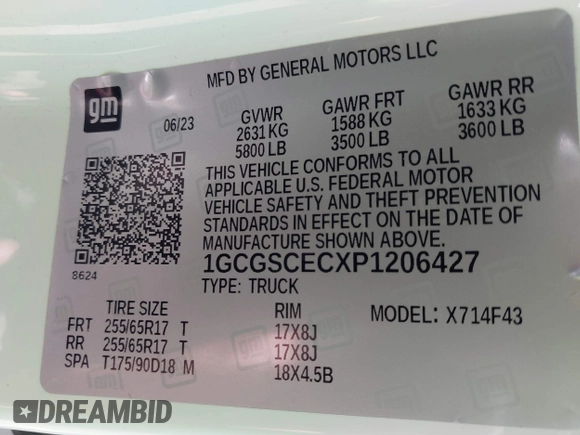 MFD BY GENERAL MOTORS LLC
gm
06/23
GVWR
2631 KG
5800 LB
GAWR FRT
1588 KG
3500 LB
GAWR RR
1633 KG
3600 LB
THIS VEHICLE CONFORMS TO ALL
APPLICABLE U.S. FEDERAL MOTOR
VEHICLE SAFETY AND THEFT PREVENTION
STANDARDS IN EFFECT ON THE DATE OF
MANUFACTURE SHOWN ABOVE.
8624
1GCGSCECXP1206427
TYPE: TRUCK
TIRE SIZE
RIM
MODEL: X714F43
FRT 255/65R17 T 17X8J
RR 255/65R17 T 17X8J
SPA T175/90D18 M 18X4.5B
DREAMBID